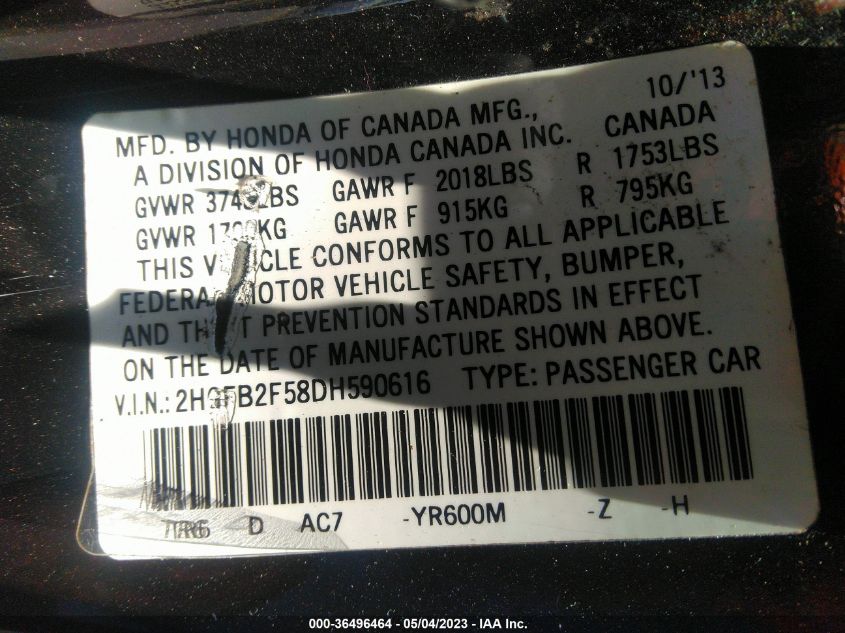 10/'13
MFD. BY HONDA OF CANADA MFG.,
A DIVISION OF HONDA CANADA INC. CANADA
GVWR GAWR F 2018LBS R 1753LBS
GVWR GAWR F 915KG R 795KG
THIS CONFORMS TO ALL APPLICABLE
MOTOR VEHICLE SAFETY, BUMPER,
AND PREVENTION STANDARDS IN EFFECT
ON THE DATE OF MANUFACTURE SHOWN ABOVE.
V.I.N.: TYPE: PASSENGER CAR
D AC7 -YR600M -Z -H
000-36496464 - 05/04/2023 - IAA Inc.